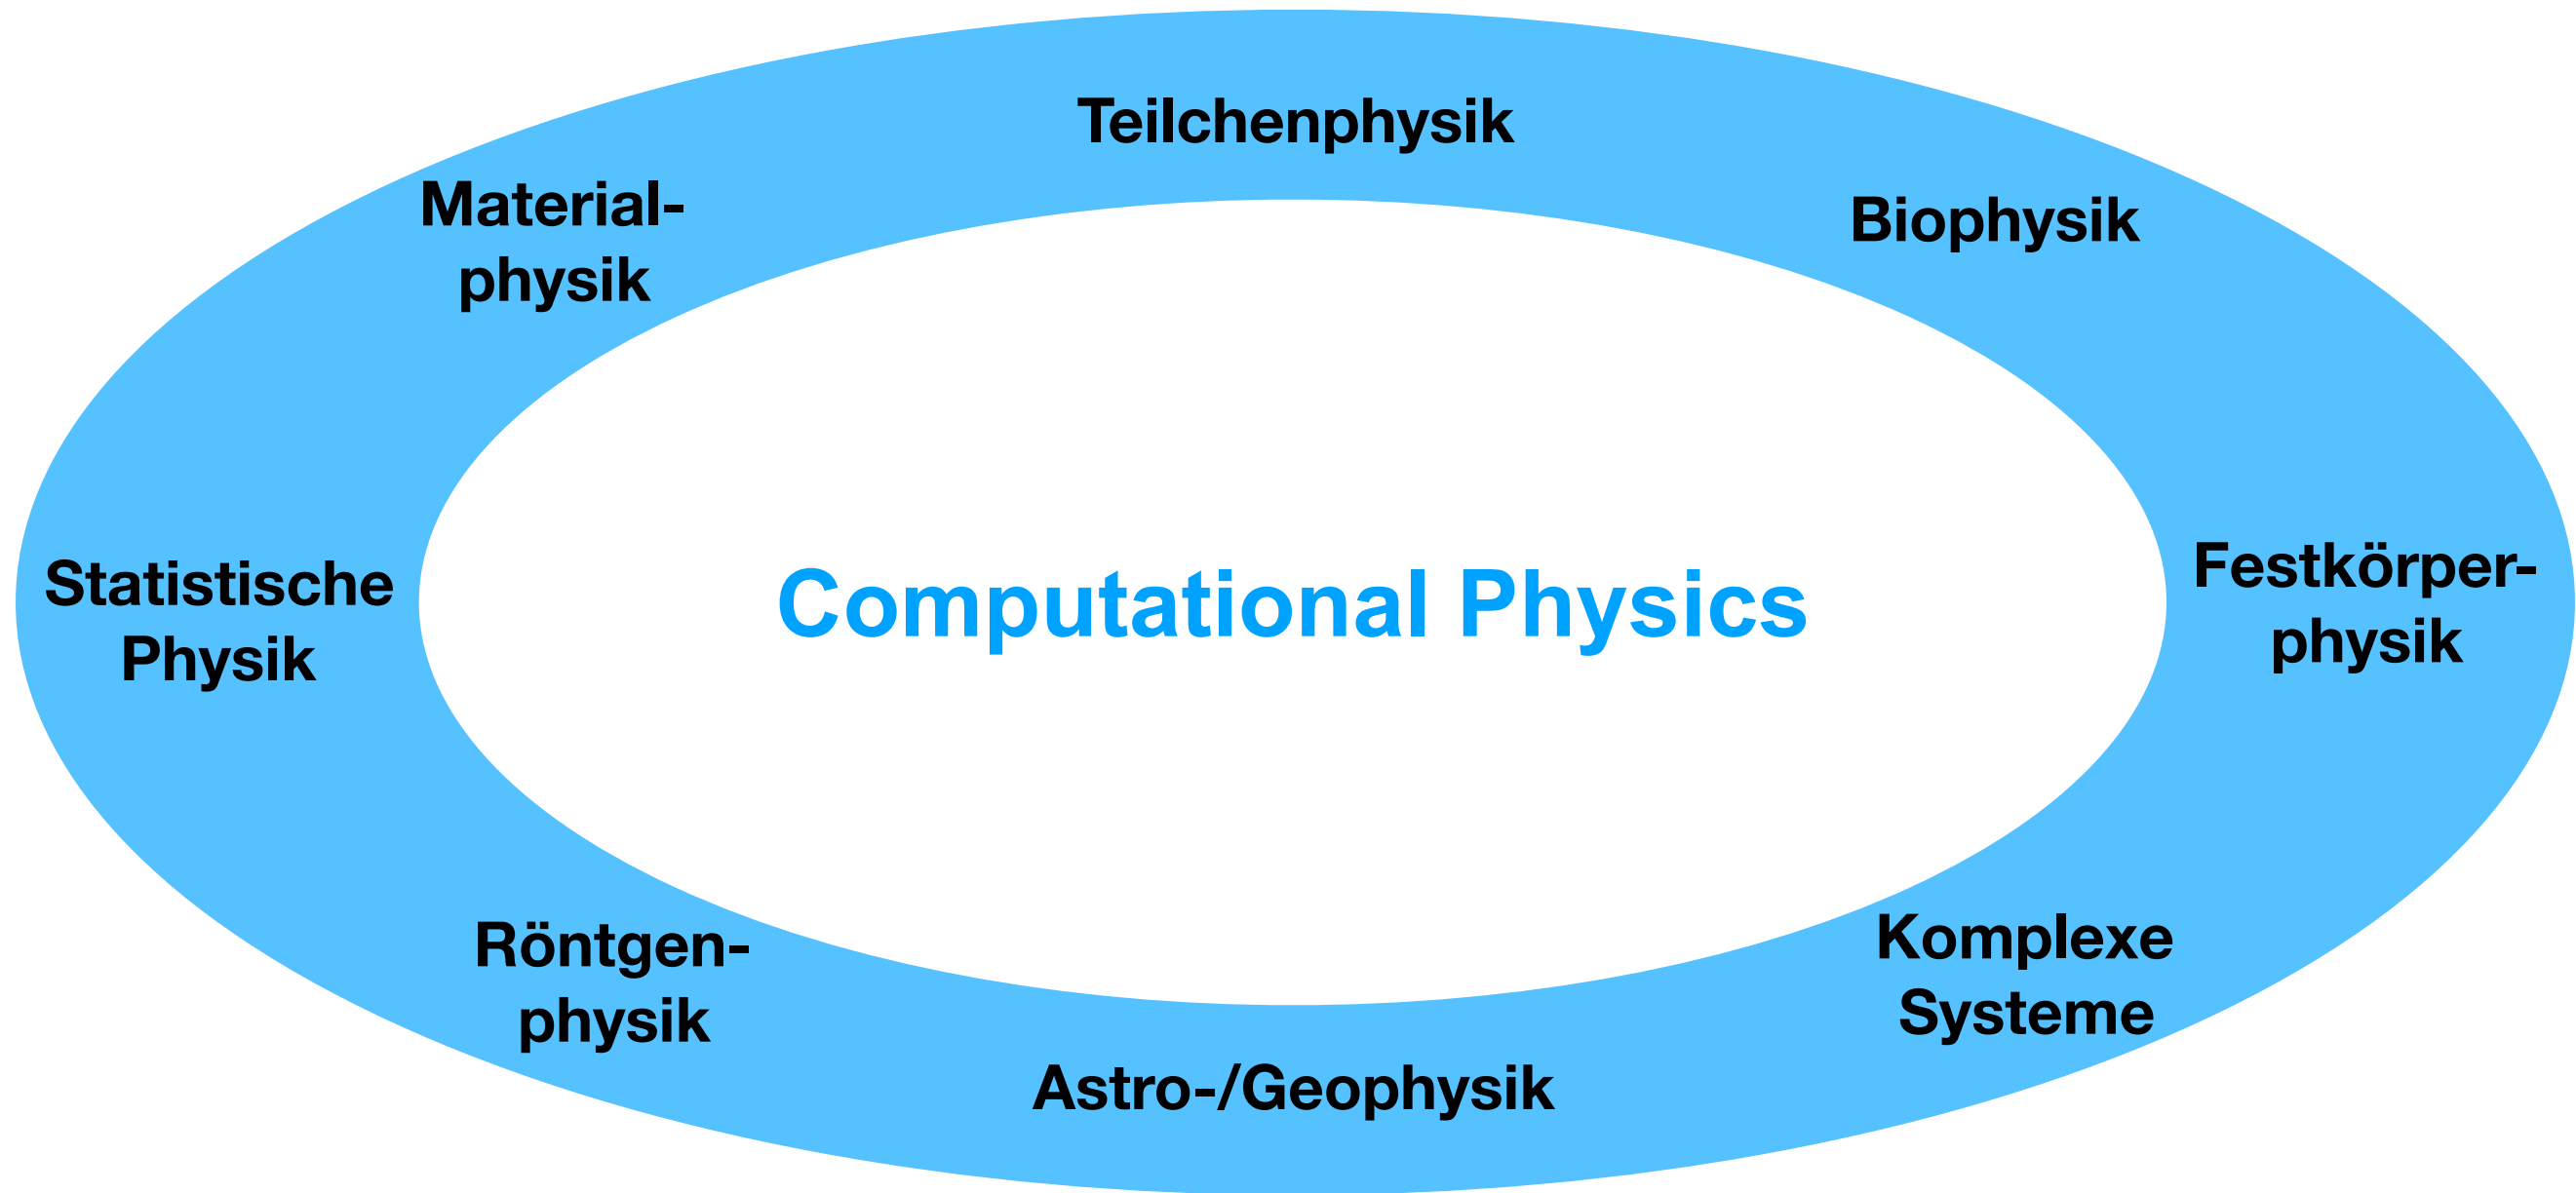 Teilchenphysik
Material-
physik
Biophysik
Statistische
Physik
Computational Physics
Festkörper-
physik
Röntgen-
physik
Komplexe
Systeme
Astro-/Geophysik